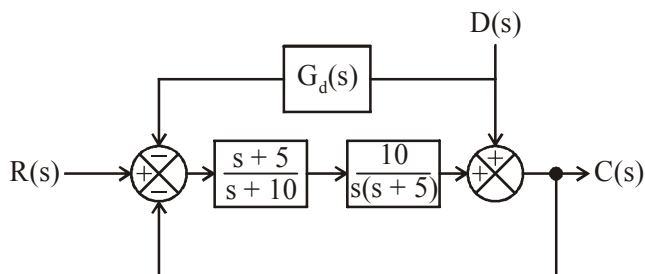 D(s)
G_d(s)
− +
R(s) + s + 5 10 + C(s)
− s + 10 s(s + 5)